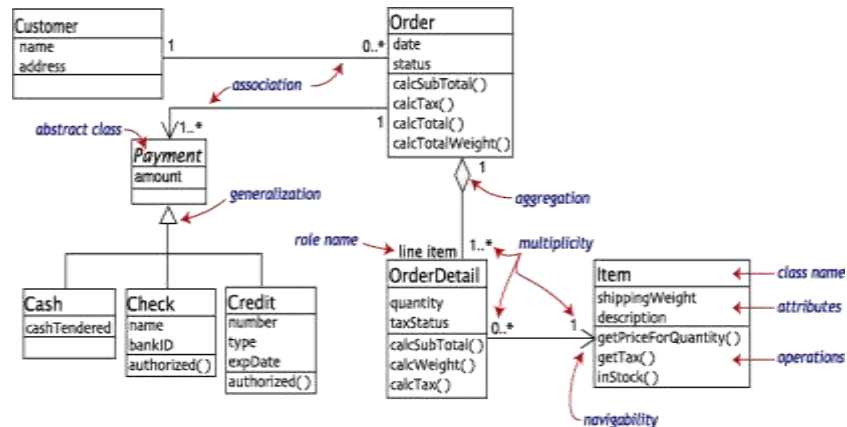 Customer
name
address
1
0..*
association
Order
date
status
calcSubTotal()
calcTax()
calcTotal()
calcTotalWeight()
1
1..*
abstract class
Payment
amount
generalization
1
aggregation
role name
line item
1..*
multiplicity
Cash
cashTendered
Check
name
bankID
authorized()
Credit
number
type
expDate
authorized()
OrderDetail
quantity
taxStatus
calcSubTotal()
calcWeight()
calcTax()
0..*
1
Item
shippingWeight
description
getPriceForQuantity()
getTax()
inStock()
class name
attributes
operations
navigability